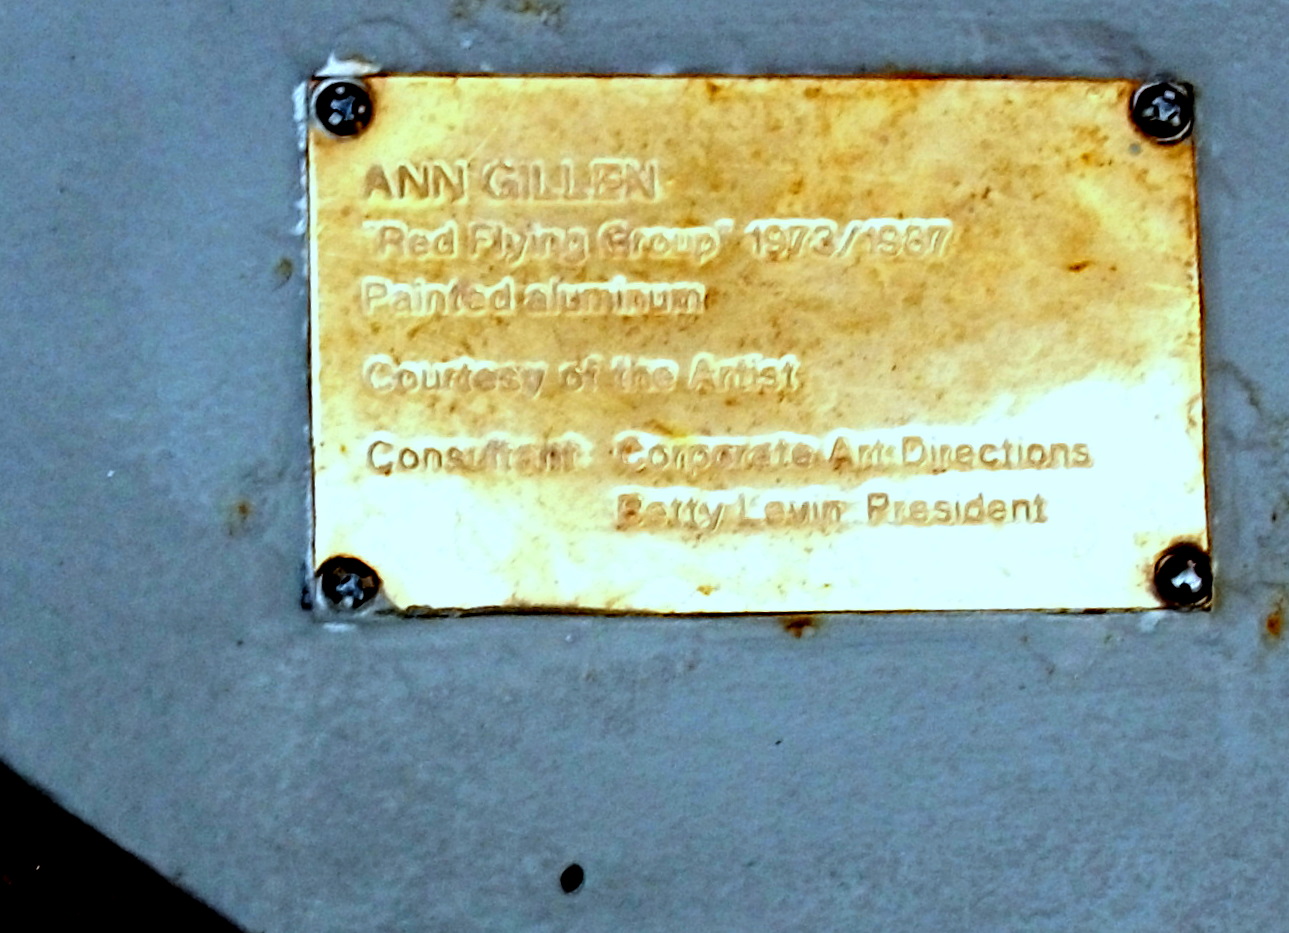 ANN GILLEN
"Red Flying Group" 1973/1987
Painted aluminum
Courtesy of the Artist
Consultant: Corporate Art Directions
Betty Levin President